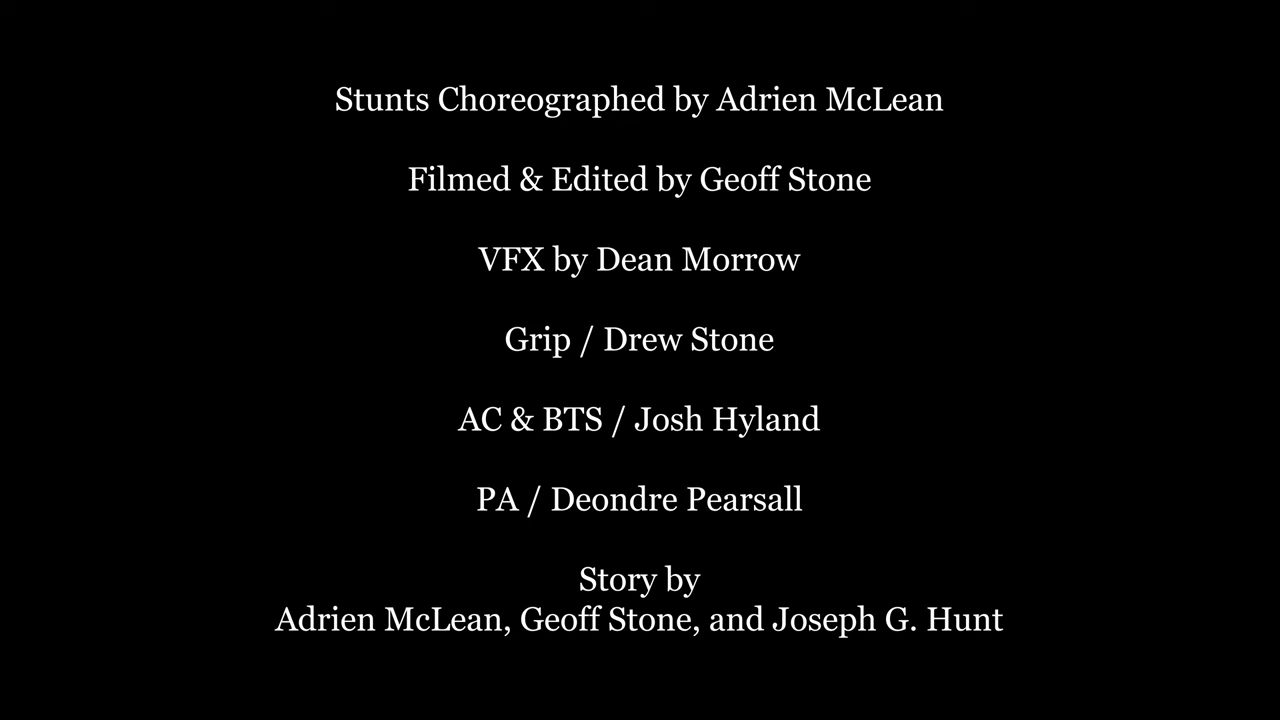 Stunts Choreographed by Adrien McLean
Filmed & Edited by Geoff Stone
VFX by Dean Morrow
Grip / Drew Stone
AC & BTS / Josh Hyland
PA / Deondre Pearsall
Story by
Adrien McLean, Geoff Stone, and Joseph G. Hunt